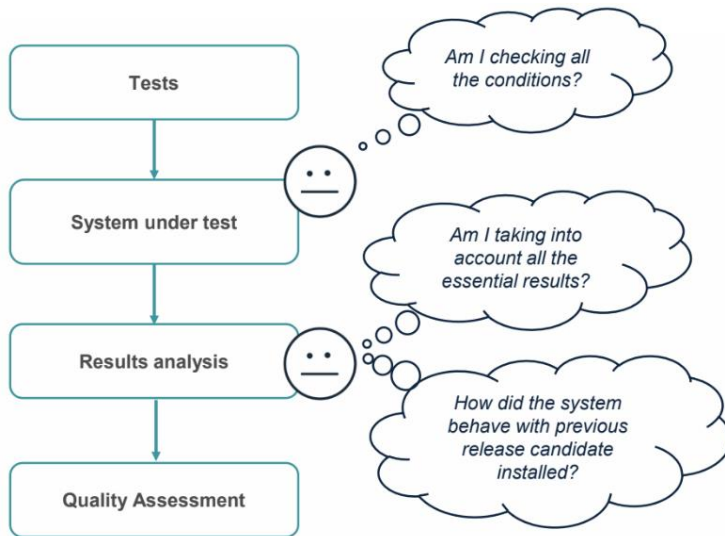 Tests
Am I checking all
the conditions?
System under test
Am I taking into
account all the
essential results?
Results analysis
How did the system
behave with previous
release candidate
installed?
Quality Assessment